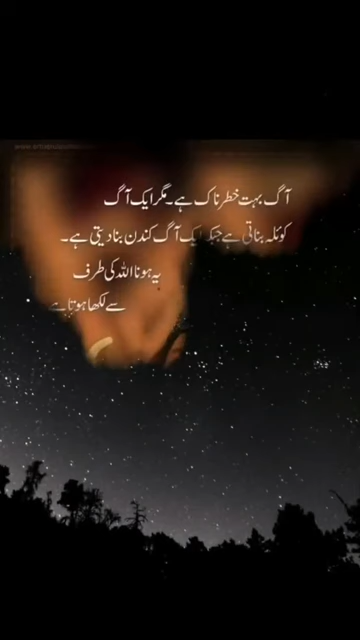 آگ بہت خطرناک ہے۔ مگر ایک آگ
کوئلہ بناتی ہے جبکہ ایک آگ کندن بنا دیتی ہے۔
یہ ہونا اللہ کی طرف
سے لکھا ہوتا ہے